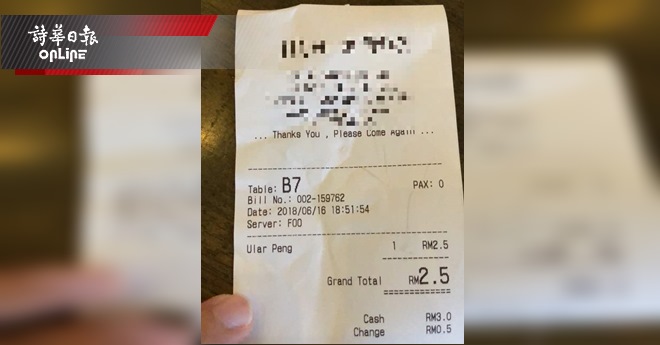 詩華日報
ONLINE
... Thanks You , Please Come Again ...
Table: B7 PAX: 0
Bill No.: 002-159762
Date: 2018/06/16 18:51:54
Server: FOO
Ular Peng 1 RM2.5
Grand Total RM2.5
Cash RM3.0
Change RM0.5